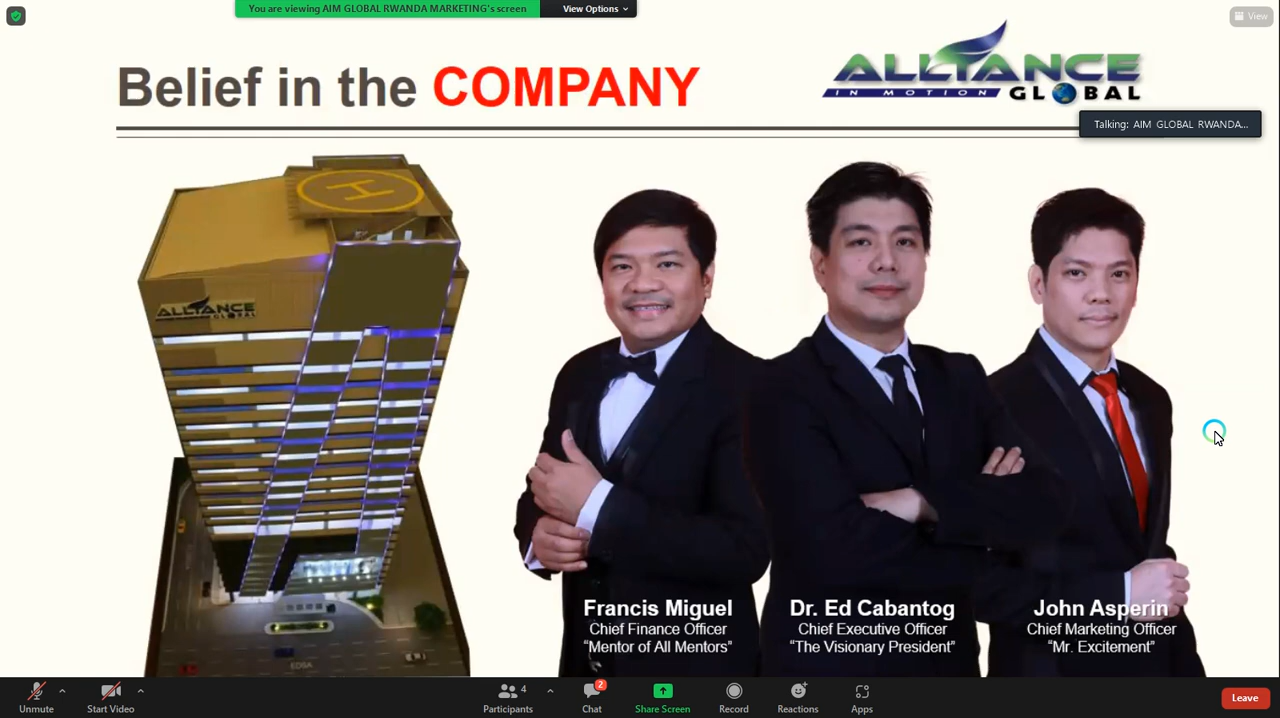 You are viewing AIM GLOBAL RWANDA MARKETING's screen
View Options
View
Belief in the COMPANY
ALLIANCE
IN MOTION GLOBAL
Talking: AIM GLOBAL RWANDA...
H
ALLIANCE
GLOBAL
EDSA
Francis Miguel
Chief Finance Officer
“Mentor of All Mentors”
Dr. Ed Cabantog
Chief Executive Officer
“The Visionary President”
John Asperin
Chief Marketing Officer
“Mr. Excitement”
Unmute
Start Video
Participants
4
Chat
2
Share Screen
Record
Reactions
Apps
Leave